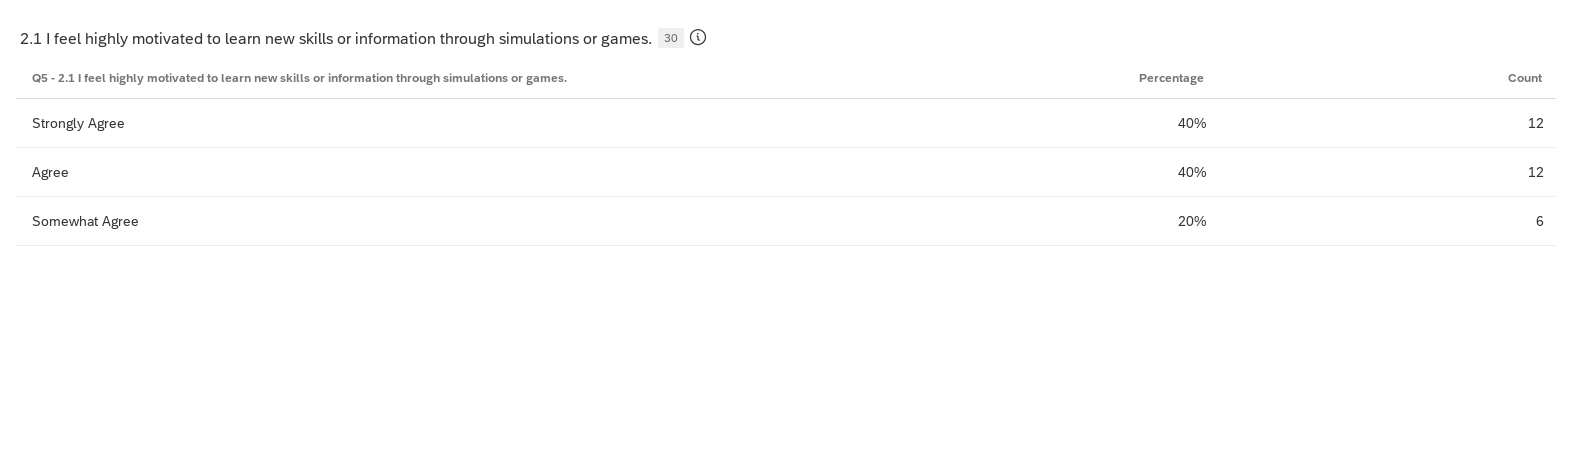 2.1 I feel highly motivated to learn new skills or information through simulations or games. 30
Q5 - 2.1 I feel highly motivated to learn new skills or information through simulations or games. Percentage Count
Strongly Agree 40% 12
Agree 40% 12
Somewhat Agree 20% 6